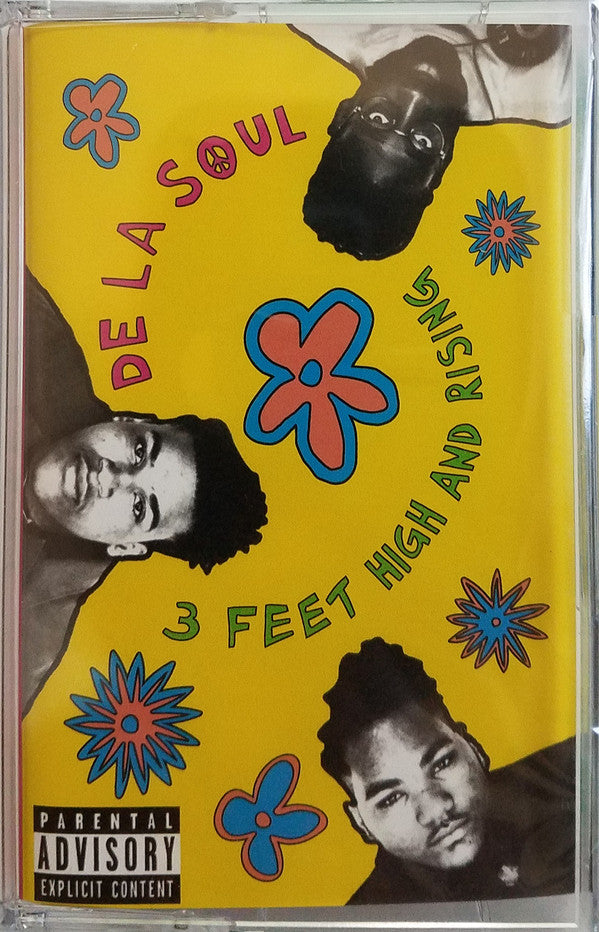 DE LA SOUL
3 FEET HIGH AND RISING
PARENTAL
ADVISORY
EXPLICIT CONTENT